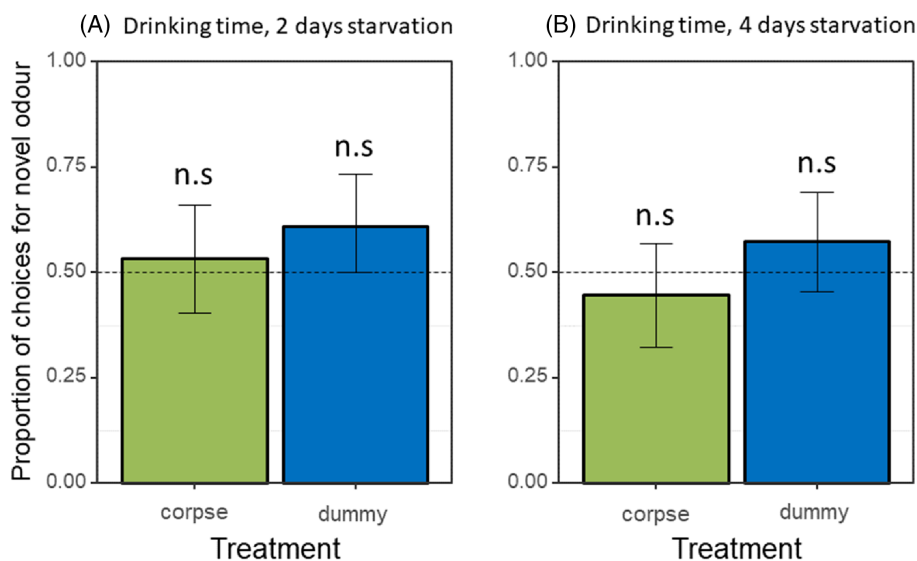 (A) Drinking time, 2 days starvation
Proportion of choices for novel odour
1.00
0.75
0.50
0.25
0.00
n.s
n.s
corpse
dummy
Treatment
(B) Drinking time, 4 days starvation
1.00
0.75
0.50
0.25
0.00
n.s
n.s
corpse
dummy
Treatment